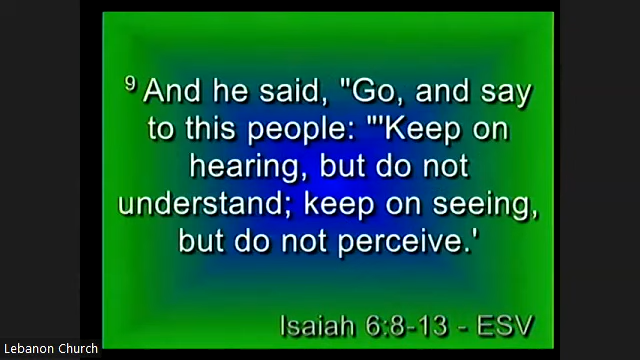 9 And he said, "Go, and say
to this people: "'Keep on
hearing, but do not
understand; keep on seeing,
but do not perceive.'
Isaiah 6:8-13 - ESV
Lebanon Church